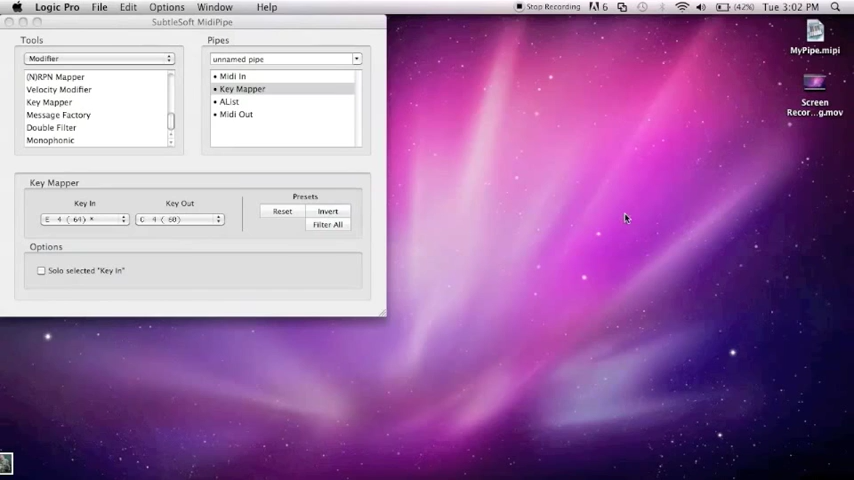 Logic Pro File Edit Options Window Help Stop Recording 6 (42%) Tue 3:02 PM
SubtleSoft MidiPipe
Tools
Modifier
(N)RPN Mapper
Velocity Modifier
Key Mapper
Message Factory
Double Filter
Monophonic
Pipes
unnamed pipe
• Midi In
• Key Mapper
• AList
• Midi Out
Key Mapper
Key In
E 4 ( 64) *
Key Out
C 4 ( 60)
Presets
Reset
Invert
Filter All
Options
Solo selected "Key In"
MyPipe.mipi
Screen
Recor...g.mov